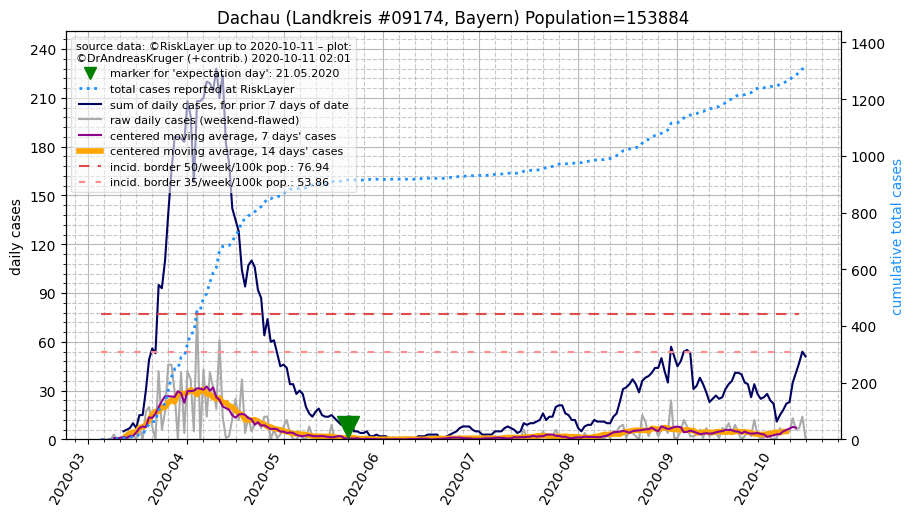 Dachau (Landkreis #09174, Bayern) Population=153884
source data: ©RiskLayer up to 2020-10-11 – plot:
©DrAndreasKruger (+contrib.) 2020-10-11 02:01
marker for 'expectation day': 21.05.2020
total cases reported at RiskLayer
sum of daily cases, for prior 7 days of date
raw daily cases (weekend-flawed)
centered moving average, 7 days' cases
centered moving average, 14 days' cases
incid. border 50/week/100k pop.: 76.94
incid. border 35/week/100k pop.: 53.86
daily cases
240
210
180
150
120
90
60
30
0
1400
1200
1000
800
600
400
200
0
cumulative total cases
2020-03
2020-04
2020-05
2020-06
2020-07
2020-08
2020-09
2020-10